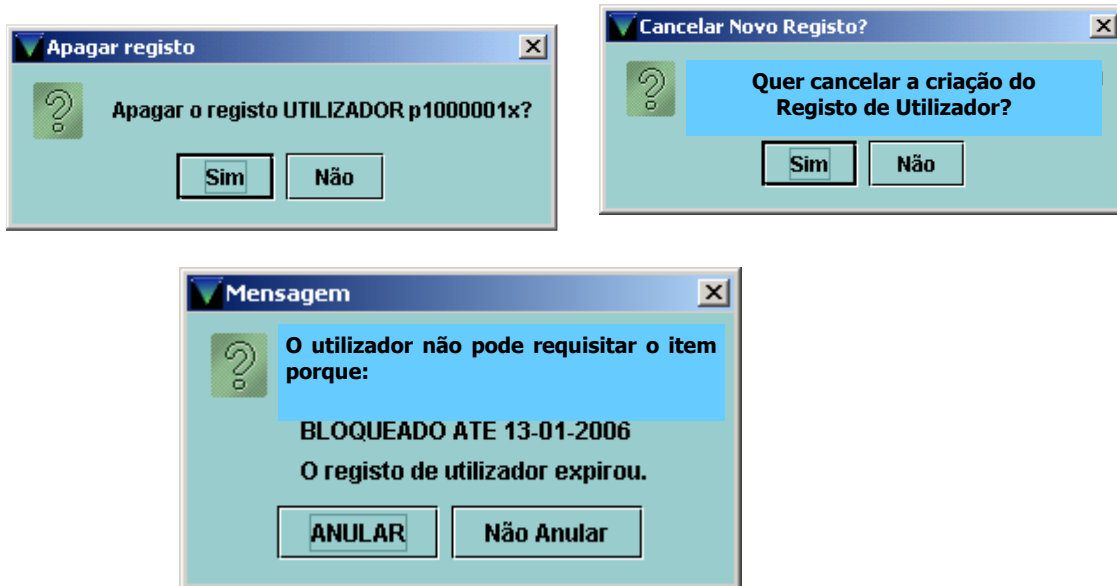 Apagar registo
Apagar o registo UTILIZADOR p1000001x?
Sim
Não
Cancelar Novo Registo?
Quer cancelar a criação do
Registo de Utilizador?
Sim
Não
Mensagem
O utilizador não pode requisitar o item
porque:
BLOQUEADO ATE 13-01-2006
O registo de utilizador expirou.
ANULAR
Não Anular